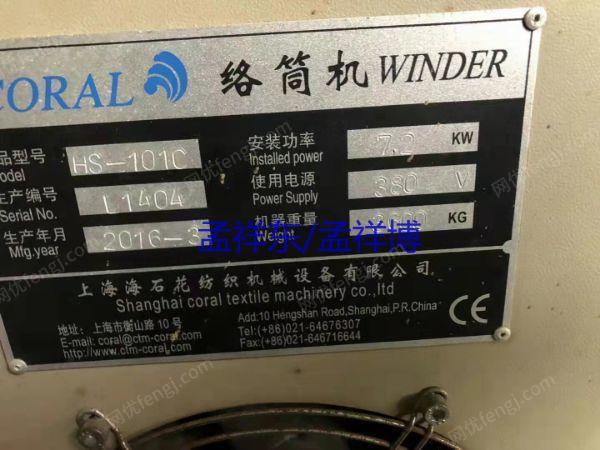 CORAL 络筒机 WINDER
品型号 HS-101C 安装功率 7.2 KW
odel Installed power
生产编号 L1404 使用电源 380 V
Serial No. Power Supply
生产年月 2016-3 机器重量 KG
Mfg.year Weight
孟祥东/孟祥博
上海海石花纺织机械设备有限公司
Shanghai coral textile machinery co.,ltd
地址: 上海市衡山路10号 Add:10 Hengshan Road,Shanghai,P.R.China
E-mail: coral@ctm-coral.com Tel:(+86)021-64676307
http://www.ctm-coral.com Fax:(+86)021-646716644
CE
网优fengj.com